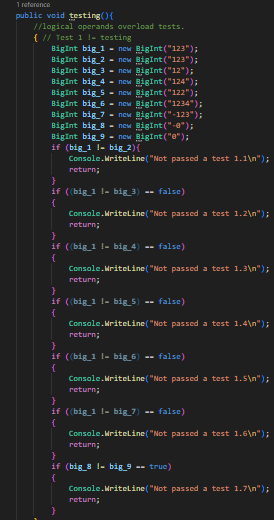 1 reference
public void testing(){
//logical operands overload tests.
{ // Test 1 != testing
BigInt big_1 = new BigInt("123");
BigInt big_2 = new BigInt("123");
BigInt big_3 = new BigInt("12");
BigInt big_4 = new BigInt("124");
BigInt big_5 = new BigInt("122");
BigInt big_6 = new BigInt("1234");
BigInt big_7 = new BigInt("-123");
BigInt big_8 = new BigInt("-0");
BigInt big_9 = new BigInt("0");
if (big_1 != big_2){
Console.WriteLine("Not passed a test 1.1\n");
return;
}
if ((big_1 != big_3) == false)
{
Console.WriteLine("Not passed a test 1.2\n");
return;
}
if ((big_1 != big_4) == false)
{
Console.WriteLine("Not passed a test 1.3\n");
return;
}
if ((big_1 != big_5) == false)
{
Console.WriteLine("Not passed a test 1.4\n");
return;
}
if ((big_1 != big_6) == false)
{
Console.WriteLine("Not passed a test 1.5\n");
return;
}
if ((big_1 != big_7) == false)
{
Console.WriteLine("Not passed a test 1.6\n");
return;
}
if (big_8 != big_9 == true)
{
Console.WriteLine("Not passed a test 1.7\n");
return;
}